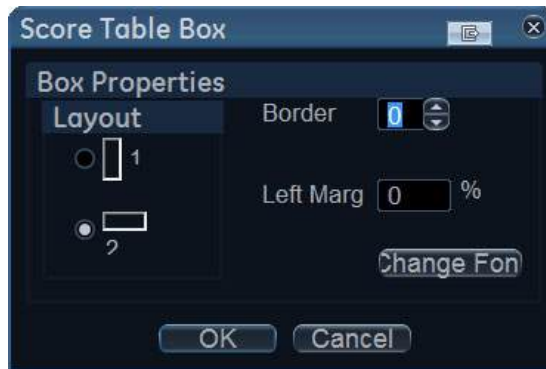 Score Table Box
Box Properties
Layout
Border 0
1
Left Marg 0 %
2
Change Fon
OK Cancel